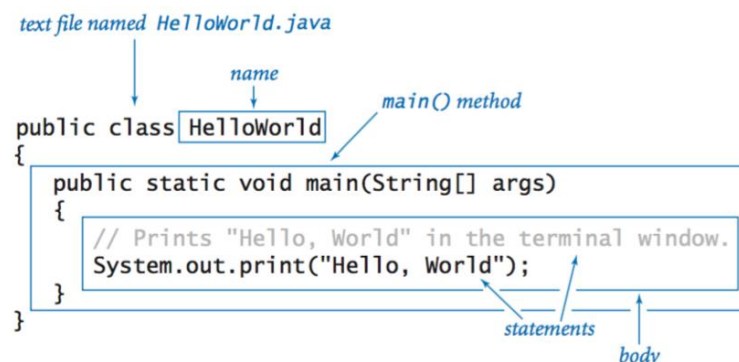 text file named HelloWorld.java
name
main() method
public class HelloWorld
{
public static void main(String[] args)
{
// Prints "Hello, World" in the terminal window.
System.out.print("Hello, World");
}
}
statements
body